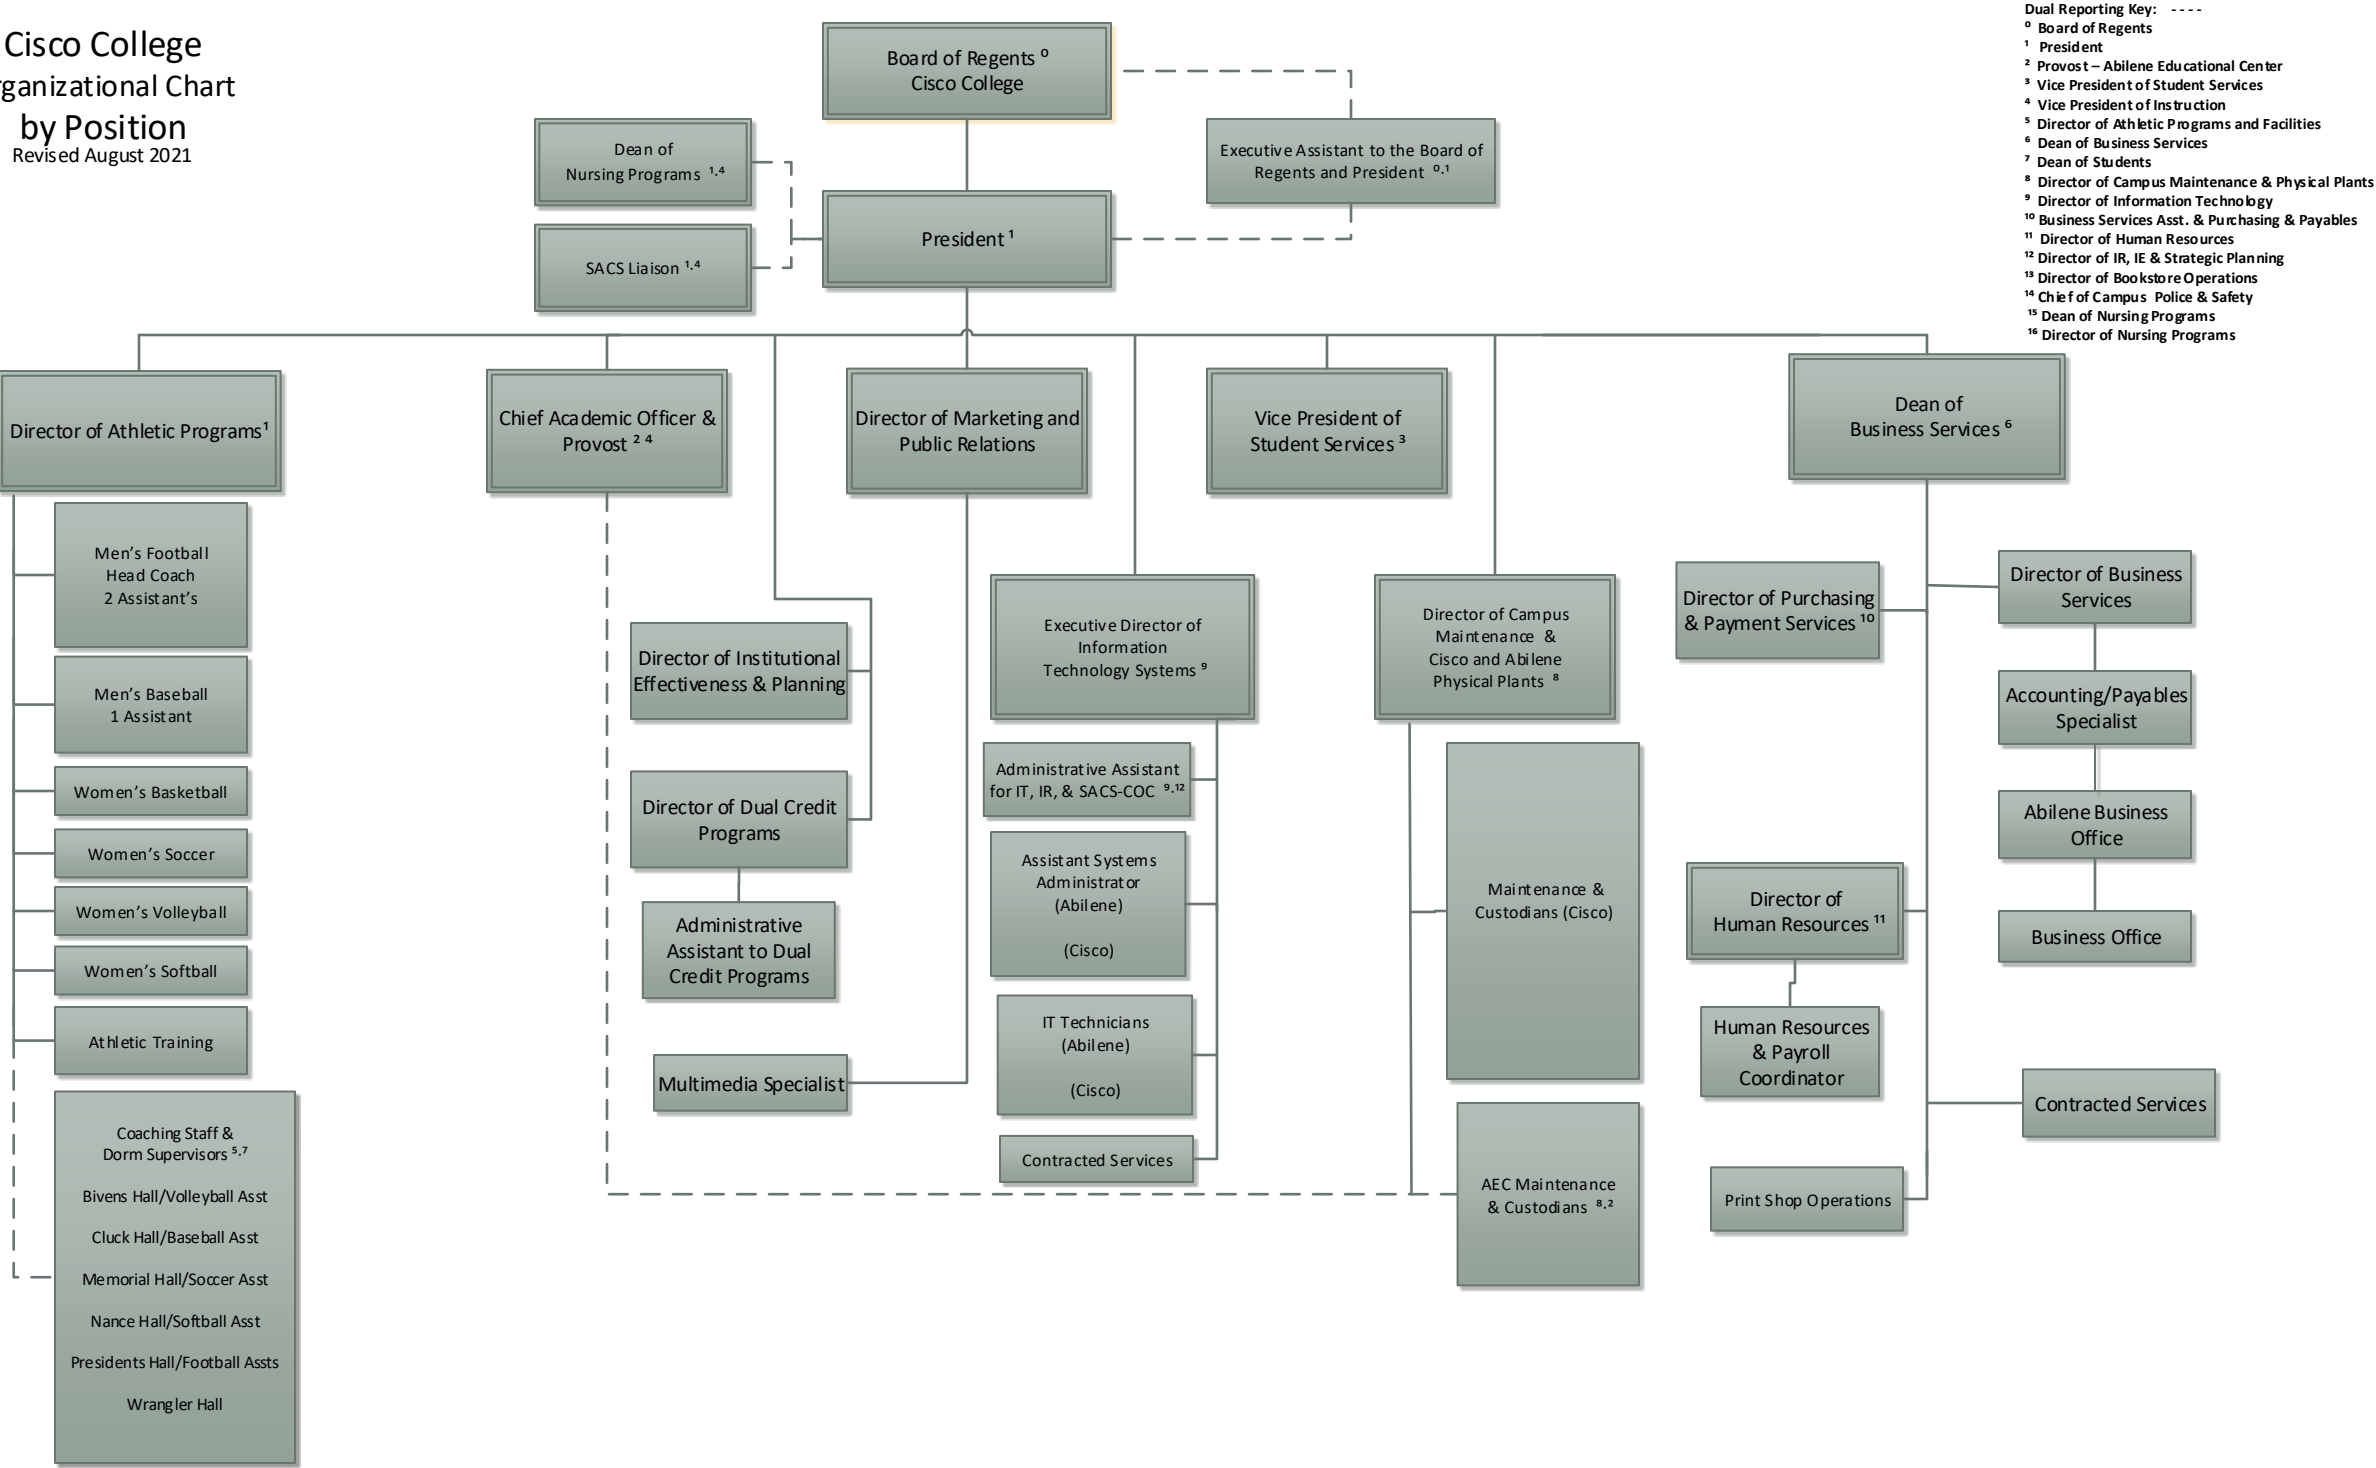 Cisco College
rganizational Chart
by Position
Revised August 2021
Dual Reporting Key: - - - -
⁰ Board of Regents
¹ President
² Provost – Abilene Educational Center
³ Vice President of Student Services
⁴ Vice President of Instruction
⁵ Director of Athletic Programs and Facilities
⁶ Dean of Business Services
⁷ Dean of Students
⁸ Director of Campus Maintenance & Physical Plants
⁹ Director of Information Technology
¹⁰ Business Services Asst. & Purchasing & Payables
¹¹ Director of Human Resources
¹² Director of IR, IE & Strategic Planning
¹³ Director of Bookstore Operations
¹⁴ Chief of Campus Police & Safety
¹⁵ Dean of Nursing Programs
¹⁶ Director of Nursing Programs
Board of Regents ⁰
Cisco College
Dean of
Nursing Programs ¹·⁴
Executive Assistant to the Board of
Regents and President ⁰·¹
SACS Liaison ¹·⁴
President ¹
Director of Athletic Programs¹
Chief Academic Officer &
Provost ² ⁴
Director of Marketing and
Public Relations
Vice President of
Student Services ³
Dean of
Business Services ⁶
Men's Football
Head Coach
2 Assistant's
Men's Baseball
1 Assistant
Women's Basketball
Women's Soccer
Women's Volleyball
Women's Softball
Athletic Training
Coaching Staff &
Dorm Supervisors ⁵·⁷
Bivens Hall/Volleyball Asst
Cluck Hall/Baseball Asst
Memorial Hall/Soccer Asst
Nance Hall/Softball Asst
Presidents Hall/Football Assts
Wrangler Hall
Director of Institutional
Effectiveness & Planning
Director of Dual Credit
Programs
Administrative
Assistant to Dual
Credit Programs
Multimedia Specialist
Executive Director of
Information
Technology Systems ⁹
Administrative Assistant
for IT, IR, & SACS-COC ⁹·¹²
Assistant Systems
Administrator
(Abilene)
(Cisco)
IT Technicians
(Abilene)
(Cisco)
Contracted Services
Director of Campus
Maintenance &
Cisco and Abilene
Physical Plants ⁸
Maintenance &
Custodians (Cisco)
AEC Maintenance
& Custodians ⁸·²
Director of Purchasing
& Payment Services ¹⁰
Director of
Human Resources ¹¹
Human Resources
& Payroll
Coordinator
Print Shop Operations
Director of Business
Services
Accounting/Payables
Specialist
Abilene Business
Office
Business Office
Contracted Services